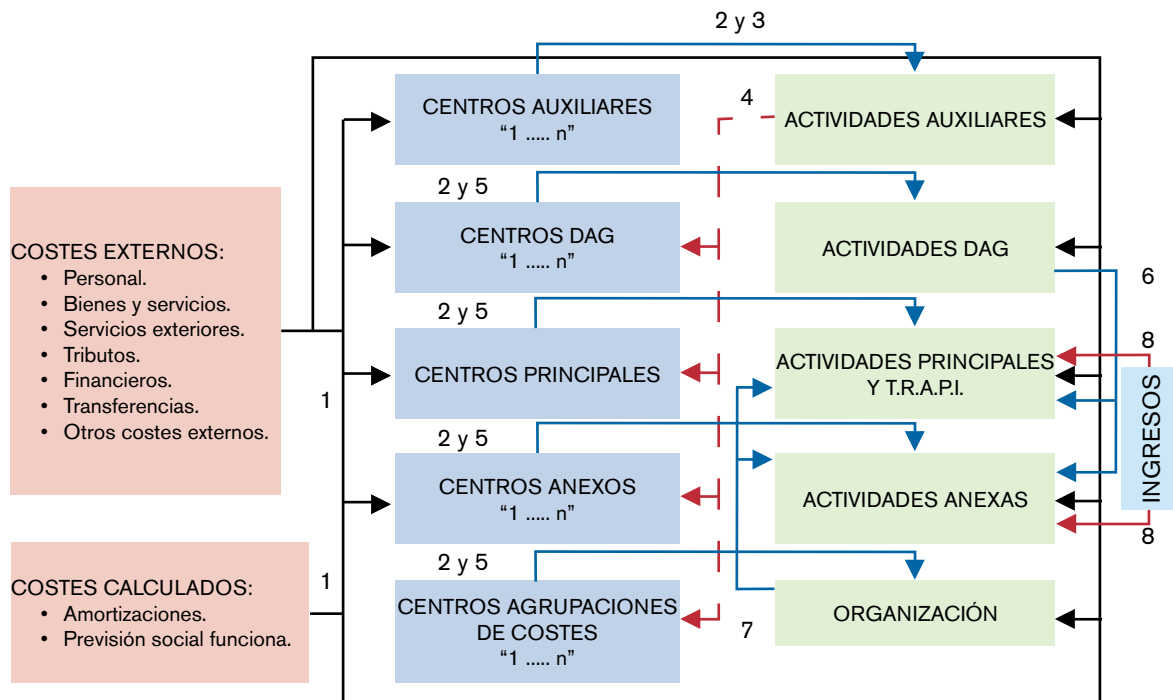 2 y 3
CENTROS AUXILIARES
“1 ..... n”
4
ACTIVIDADES AUXILIARES
2 y 5
CENTROS DAG
“1 ..... n”
ACTIVIDADES DAG
6
COSTES EXTERNOS:
• Personal.
• Bienes y servicios.
• Servicios exteriores.
• Tributos.
• Financieros.
• Transferencias.
• Otros costes externos.
1
2 y 5
CENTROS PRINCIPALES
ACTIVIDADES PRINCIPALES
Y T.R.A.P.I.
8
INGRESOS
8
2 y 5
CENTROS ANEXOS
“1 ..... n”
ACTIVIDADES ANEXAS
COSTES CALCULADOS:
• Amortizaciones.
• Previsión social funciona.
1
2 y 5
CENTROS AGRUPACIONES
DE COSTES
“1 ..... n”
7
ORGANIZACIÓN